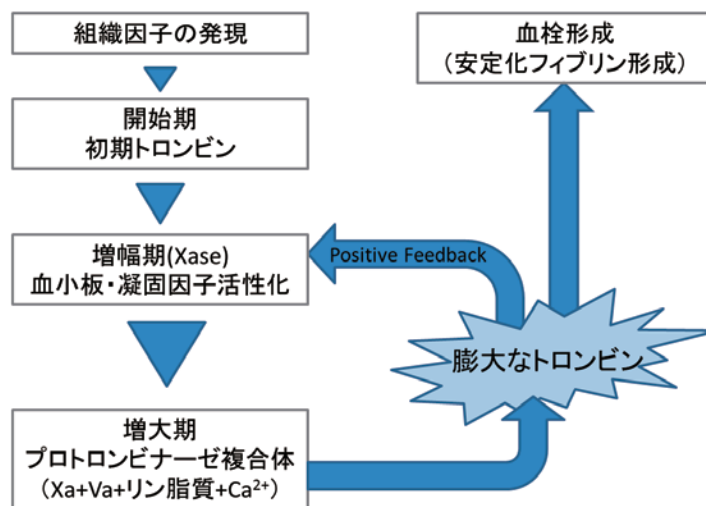 組織因子の発現
開始期
初期トロンビン
増幅期(Xase)
血小板・凝固因子活性化
増大期
プロトロンビナーゼ複合体
(Xa+Va+リン脂質+Ca²⁺)
血栓形成
(安定化フィブリン形成)
Positive Feedback
膨大なトロンビン